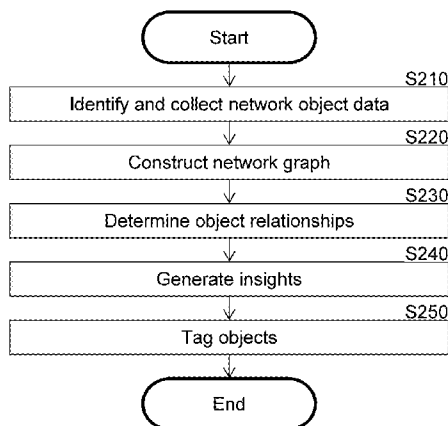 Start
S210
Identify and collect network object data
S220
Construct network graph
S230
Determine object relationships
S240
Generate insights
S250
Tag objects
End